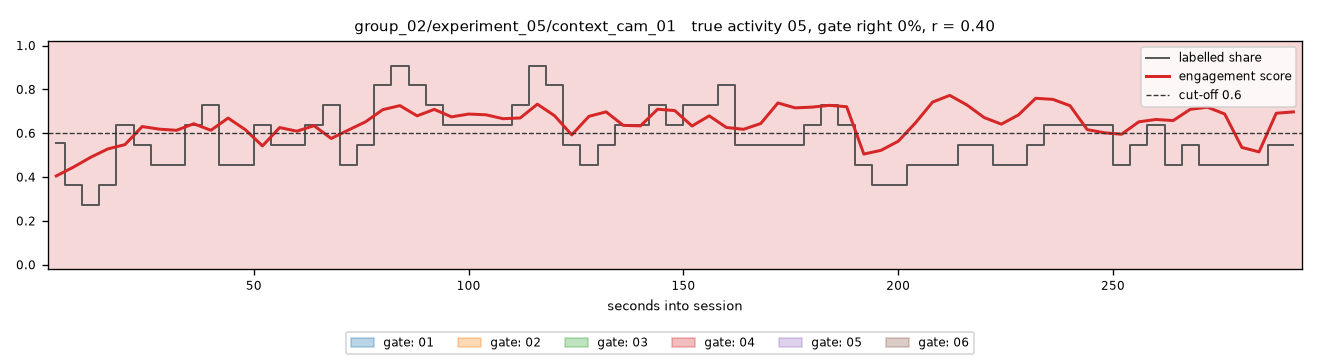 group_02/experiment_05/context_cam_01   true activity 05, gate right 0%, r = 0.40
1.0
0.8
0.6
0.4
0.2
0.0
labelled share
engagement score
cut-off 0.6
50 100 150 200 250
seconds into session
gate: 01 gate: 02 gate: 03 gate: 04 gate: 05 gate: 06